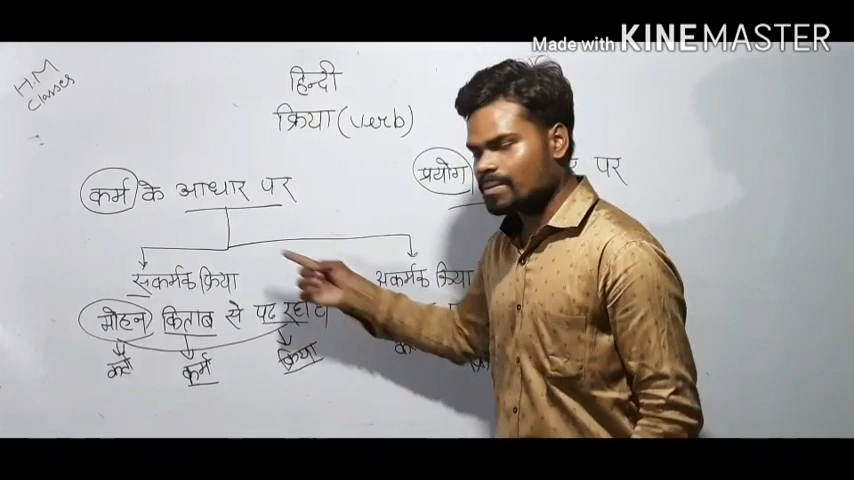 Made with KINEMASTER
HM
Classes
हिन्दी
क्रिया (verb)
कर्म के आधार पर
प्रयोग पर
सकर्मक क्रिया
अकर्मक क्रिया
मोहन किताब से पढ रहा
कर्ता
कर्म
क्रिया